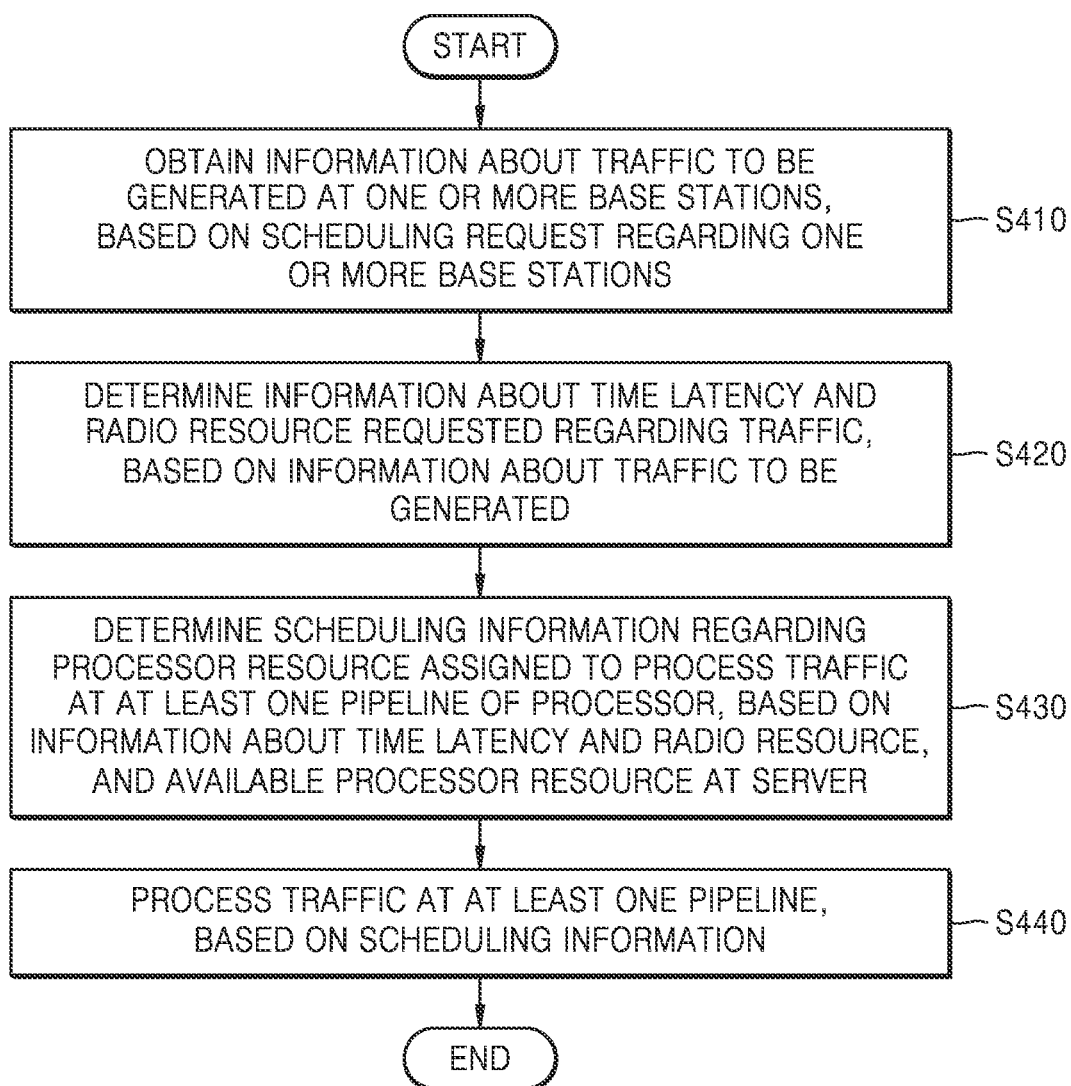 START
OBTAIN INFORMATION ABOUT TRAFFIC TO BE
GENERATED AT ONE OR MORE BASE STATIONS,
BASED ON SCHEDULING REQUEST REGARDING ONE
OR MORE BASE STATIONS
S410
DETERMINE INFORMATION ABOUT TIME LATENCY AND
RADIO RESOURCE REQUESTED REGARDING TRAFFIC,
BASED ON INFORMATION ABOUT TRAFFIC TO BE
GENERATED
S420
DETERMINE SCHEDULING INFORMATION REGARDING
PROCESSOR RESOURCE ASSIGNED TO PROCESS TRAFFIC
AT AT LEAST ONE PIPELINE OF PROCESSOR, BASED ON
INFORMATION ABOUT TIME LATENCY AND RADIO RESOURCE,
AND AVAILABLE PROCESSOR RESOURCE AT SERVER
S430
PROCESS TRAFFIC AT AT LEAST ONE PIPELINE,
BASED ON SCHEDULING INFORMATION
S440
END